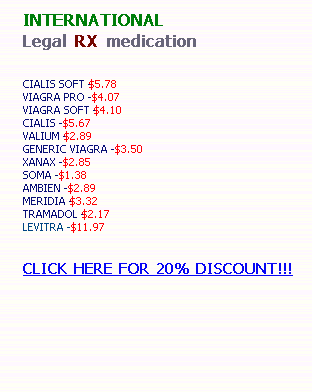 INTERNATIONAL
Legal RX medication
CIALIS SOFT $5.78
VIAGRA PRO -$4.07
VIAGRA SOFT $4.10
CIALIS -$5.67
VALIUM $2.89
GENERIC VIAGRA -$3.50
XANAX -$2.85
SOMA -$1.38
AMBIEN -$2.89
MERIDIA $3.32
TRAMADOL $2.17
LEVITRA -$11.97
CLICK HERE FOR 20% DISCOUNT!!!